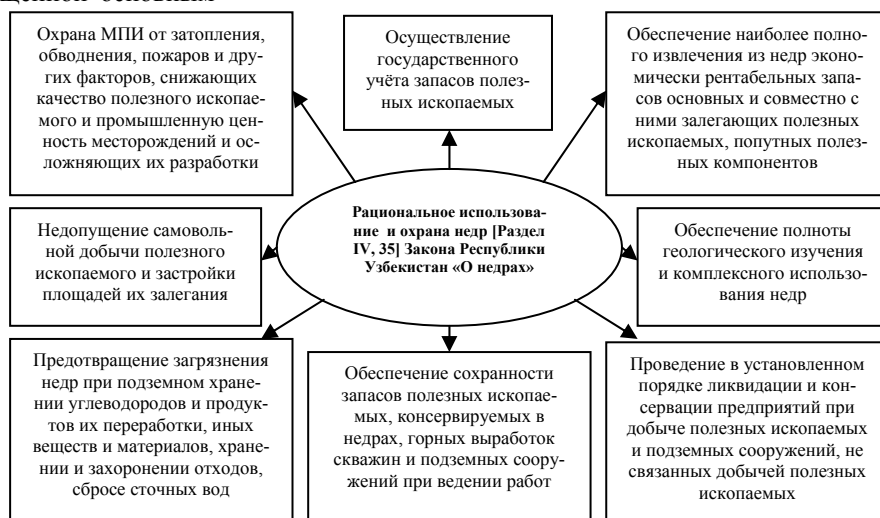 основным
Охрана МПИ от затопления,
обводнения, пожаров и дру-
гих факторов, снижающих
качество полезного ископае-
мого и промышленную цен-
ность месторождений и ос-
ложняющих их разработки
Осуществление
государственного
учёта запасов полез-
ных ископаемых
Обеспечение наиболее полно-
го извлечения из недр эконо-
мически рентабельных запа-
сов основных и совместно с
ними залегающих полезных
ископаемых, попутных полез-
ных компонентов
Рациональное использова-
ние и охрана недр [Раздел
IV, 35] Закона Республики
Узбекистан «О недрах»
Недопущение самоволь-
ной добычи полезного
ископаемого и застройки
площадей их залегания
Обеспечение полноты
геологического изучения
и комплексного использо-
вания недр
Предотвращение загрязнения
недр при подземном хране-
нии углеводородов и продук-
тов их переработки, иных
веществ и материалов, хране-
нии и захоронении отходов,
сбросе сточных вод
Обеспечение сохранности
запасов полезных ископае-
мых, консервируемых в
недрах, горных выработок
скважин и подземных соору-
жений при ведении работ
Проведение в установленном
порядке ликвидации и кон-
сервации предприятий при
добыче полезных ископаемых
и подземных сооружений, не
связанных добычей полезных
ископаемых